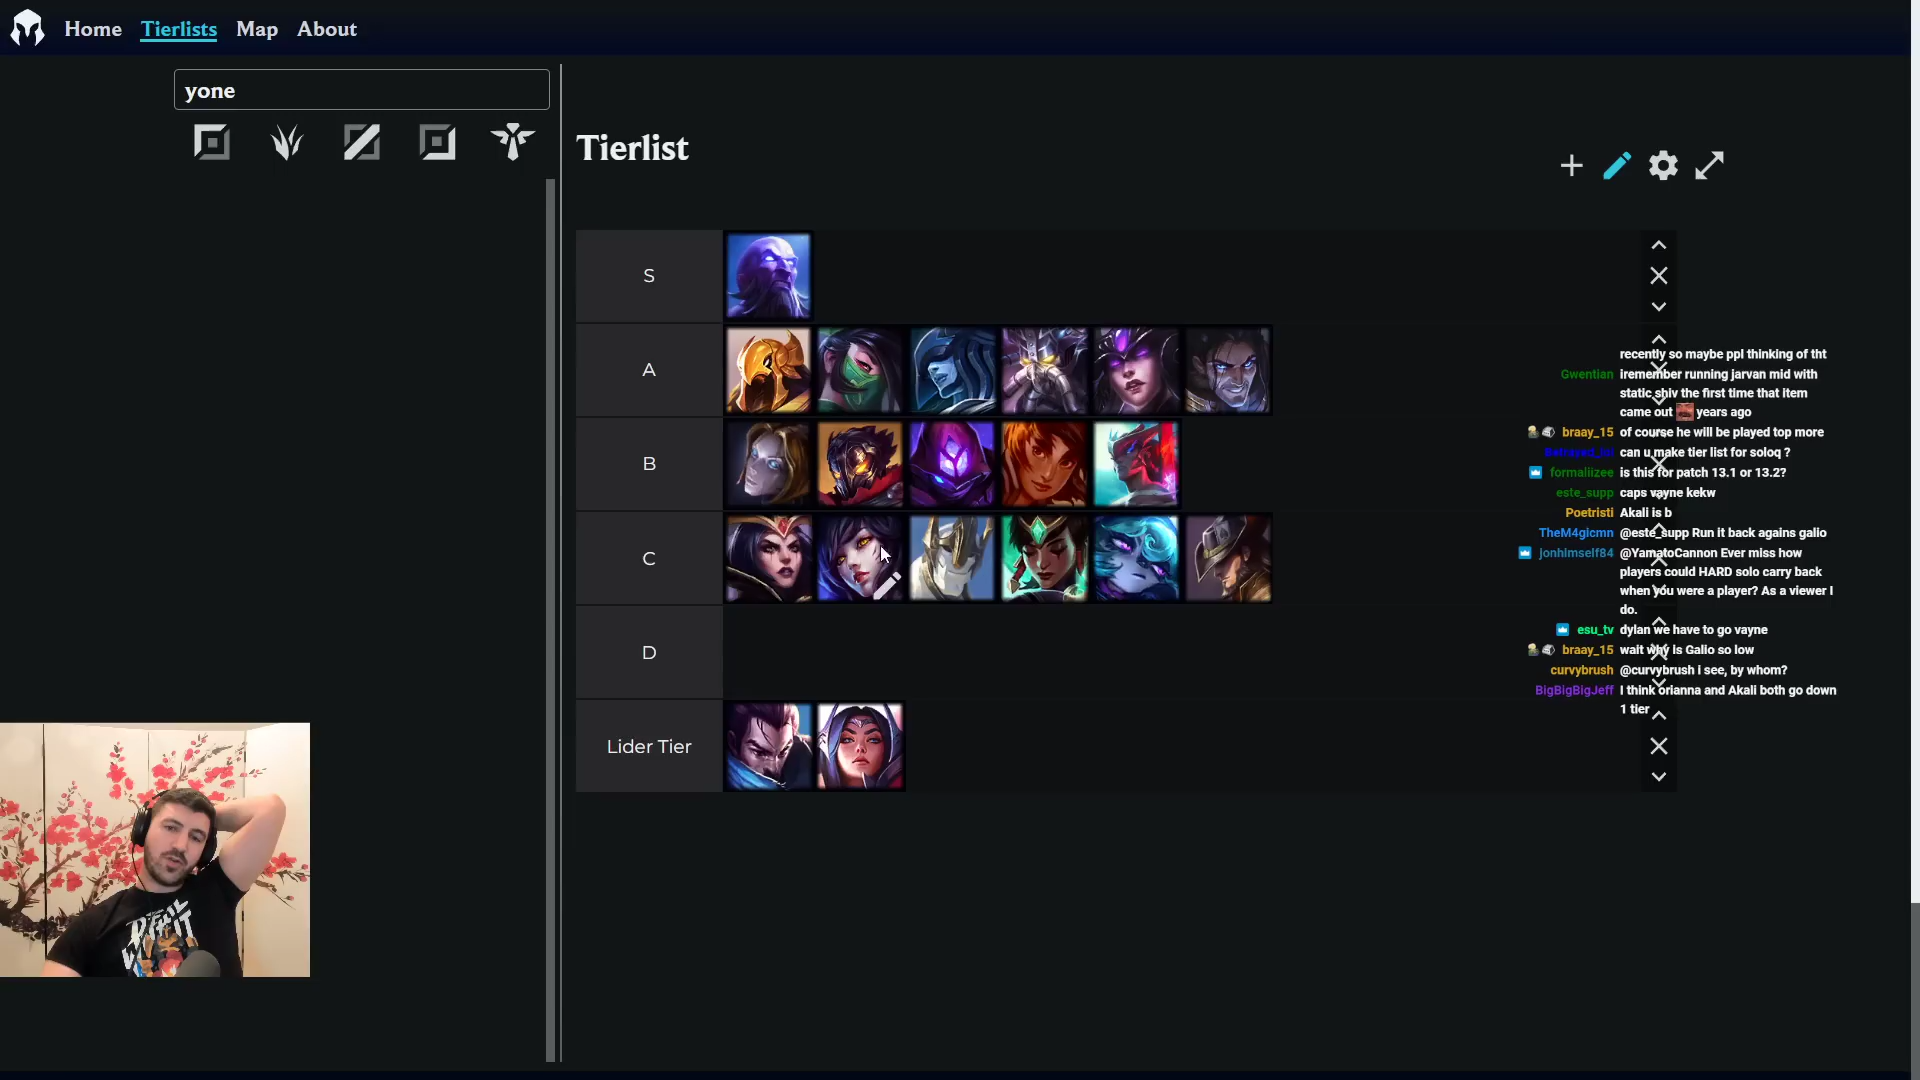 Home Tierlists Map About
yone
Tierlist
S
A
B
C
D
Lider Tier
recently so maybe ppl thinking of tht
Gwentian iremember running jarvan mid with
static shiv the first time that item
came out years ago
braay_15 of course he will be played top more
can u make tier list for soloq ?
formaliizee is this for patch 13.1 or 13.2?
este_supp caps vayne kekw
Poetristi Akali is b
TheM4gicmn @este_supp Run it back agains galio
jonhimself84 @YamatoCannon Ever miss how
players could HARD solo carry back
when you were a player? As a viewer I
do.
esu_tv dylan we have to go vayne
braay_15 wait why is Galio so low
curvybrush @curvybrush i see, by whom?
BigBigBigJeff I think orianna and Akali both go down
1 tier